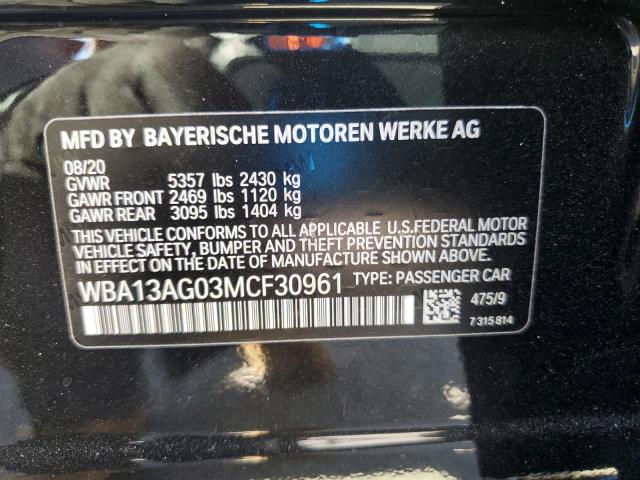 MFD BY BAYERISCHE MOTOREN WERKE AG
08/20
GVWR 5357 lbs 2430 kg
GAWR FRONT 2469 lbs 1120 kg
GAWR REAR 3095 lbs 1404 kg
THIS VEHICLE CONFORMS TO ALL APPLICABLE U.S.FEDERAL MOTOR
VEHICLE SAFETY, BUMPER AND THEFT PREVENTION STANDARDS
IN EFFECT ON THE DATE OF MANUFACTURE SHOWN ABOVE.
WBA13AG03MCF30961 TYPE: PASSENGER CAR
475/9
7 315 814